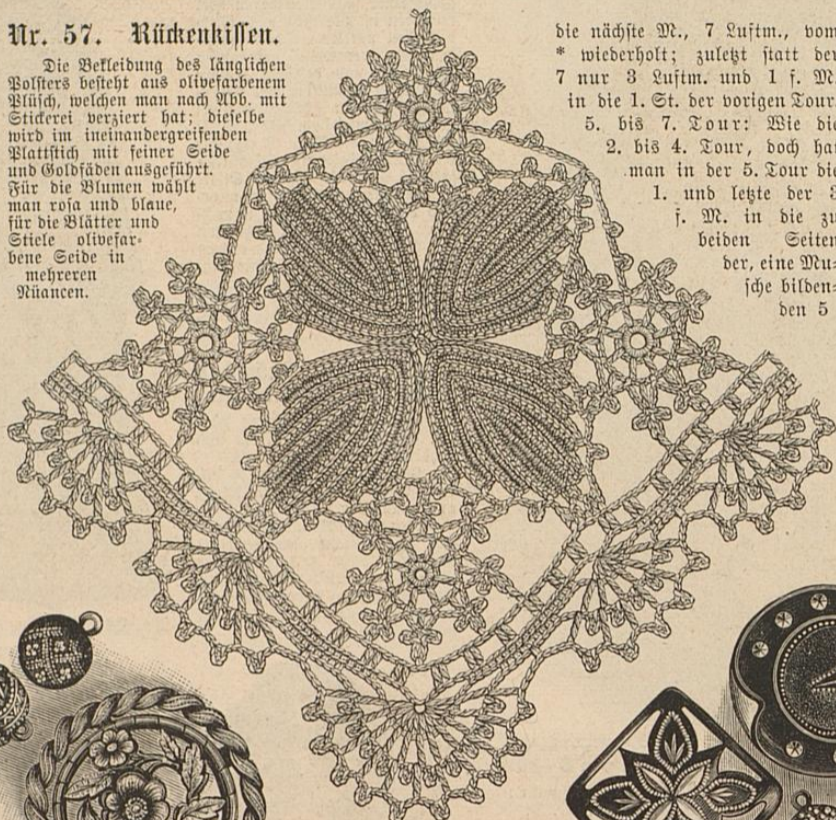 Nr. 57. Rückenkissen.
Die Bekleidung des länglichen
Polsters besteht aus olivefarbenem
Plüsch, welchen man nach Abb. mit
Stickerei verziert hat; dieselbe
wird im ineinandergreifenden
Plattstich mit feiner Seide
und Goldfäden ausgeführt.
Für die Blumen wählt
man rosa und blaue,
für die Blätter und
Stiele olivefar-
bene Seide in
mehreren
Nüancen.
die nächste M., 7 Luftm., vom
* wiederholt; zuletzt statt der
7 nur 3 Luftm. und 1 f. M.
in die 1. St. der vorigen Tour
5. bis 7. Tour: Wie die
2. bis 4. Tour, doch hat
man in der 5. Tour die
1. und letzte der
f. M. in die zu
beiden Seiten
der, eine Mu-
sche bilden-
den 5